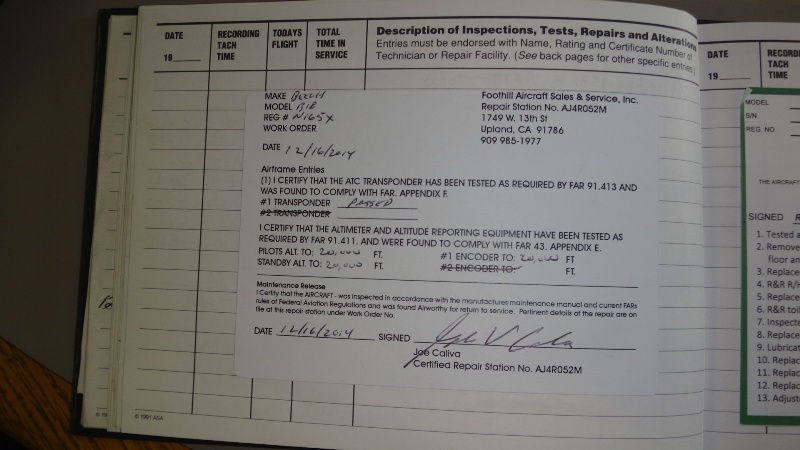 DATE
19
RECORDING TACH TIME
TODAYS FLIGHT
TOTAL TIME IN SERVICE
Description of Inspections, Tests, Repairs and Alterations
Entries must be endorsed with Name, Rating and Certificate Number of
Technician or Repair Facility. (See back pages for other specific entries.)
MAKE BEECH
MODEL B18
REG # N165X
WORK ORDER
DATE 12/16/2014
Foothill Aircraft Sales & Service, Inc.
Repair Station No. AJ4R052M
1749 W. 13th St
Upland, CA 91786
909 985-1977
Airframe Entries
(1) I CERTIFY THAT THE ATC TRANSPONDER HAS BEEN TESTED AS REQUIRED BY FAR 91.413 AND
WAS FOUND TO COMPLY WITH FAR. APPENDIX F.
#1 TRANSPONDER PASSED
#2 TRANSPONDER
I CERTIFY THAT THE ALTIMETER AND ALTITUDE REPORTING EQUIPMENT HAVE BEEN TESTED AS
REQUIRED BY FAR 91.411. AND WERE FOUND TO COMPLY WITH FAR 43. APPENDIX E.
PILOTS ALT. TO: 20,000 FT. #1 ENCODER TO: 20,000 FT.
STANDBY ALT. TO: 20,000 FT. #2 ENCODER TO: FT.
Maintenance Release
I Certify that the AIRCRAFT - was inspected in accordance with the manufactures maintenance manual and current FARs
rules of Federal Aviation Regulations and was found Airworthy for return to service. Pertinent details of the repair are on
file at this repair station under Work Order No.
DATE 12/16/2014 SIGNED
Joe Caliva
Certified Repair Station No. AJ4R052M
© 1991 ASA
DATE
19
RECORD
TACH
TIME
MODEL
S/N
REG. NO.
THE AIRCRAFT
SIGNED
1. Tested a
2. Remove
floor an
3. Replace
4. R&R R/H
5. Replace
6. R&R toil
7. Inspecte
8. Replace
9. Lubricat
10. Replac
11. Replac
12. Replac
13. Adjust